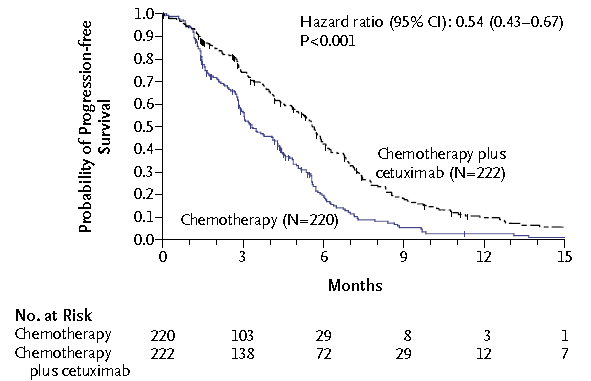 Hazard ratio (95% CI): 0.54 (0.43–0.67)
P<0.001
Probability of Progression-free
Survival
1.0
0.9
0.8
0.7
0.6
0.5
0.4
0.3
0.2
0.1
0.0
Chemotherapy plus
cetuximab (N=222)
Chemotherapy (N=220)
0 3 6 9 12 15
Months
No. at Risk
Chemotherapy 220 103 29 8 3 1
Chemotherapy 222 138 72 29 12 7
plus cetuximab